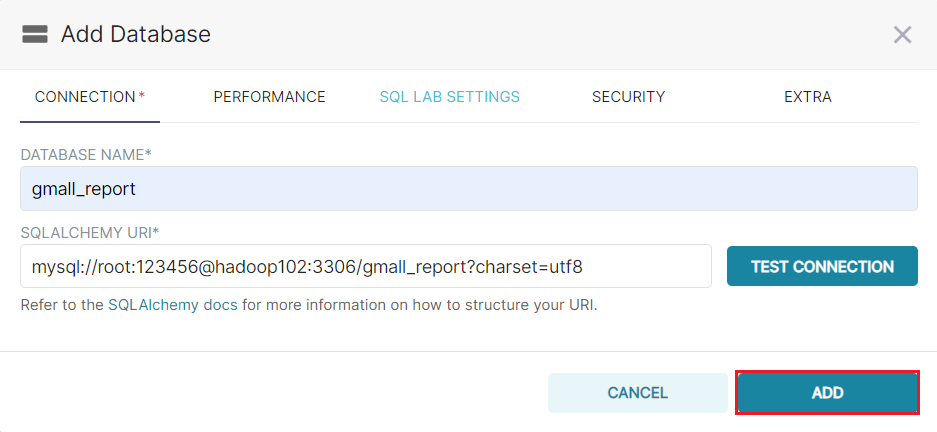 Add Database
CONNECTION* PERFORMANCE SQL LAB SETTINGS SECURITY EXTRA
DATABASE NAME*
gmall_report
SQLALCHEMY URI*
mysql://root:123456@hadoop102:3306/gmall_report?charset=utf8 TEST CONNECTION
Refer to the SQLAlchemy docs for more information on how to structure your URI.
CANCEL ADD